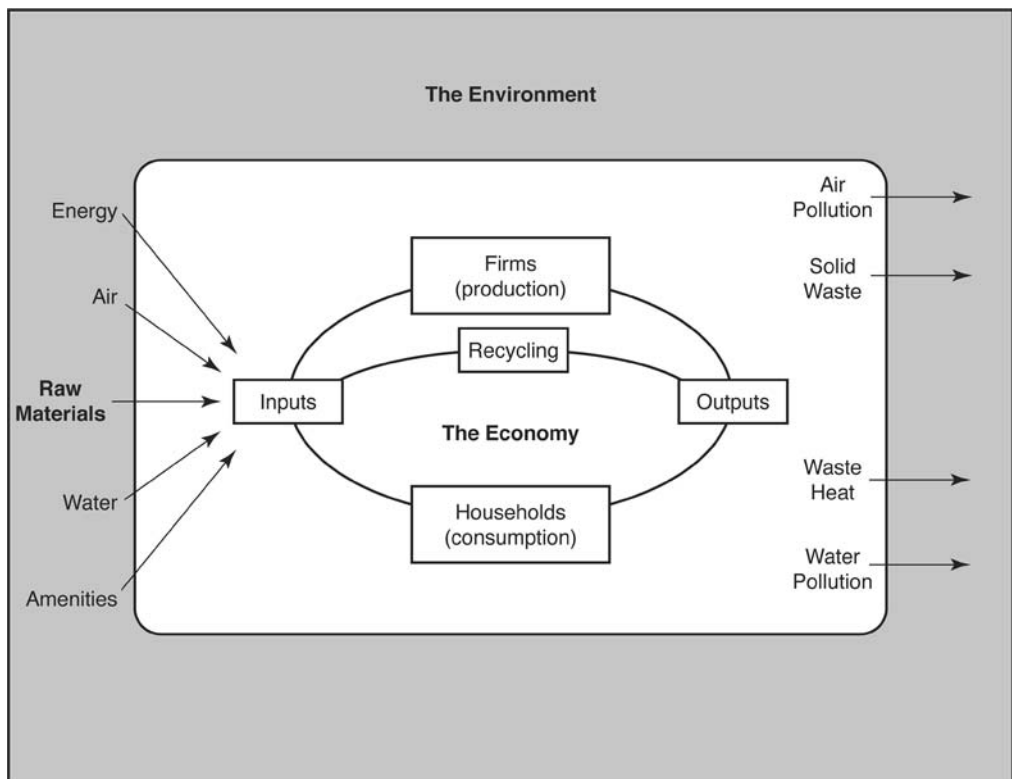 The Environment
Energy
Air
Raw
Materials
Water
Amenities
Inputs
Firms
(production)
Recycling
The Economy
Households
(consumption)
Outputs
Air
Pollution
Solid
Waste
Waste
Heat
Water
Pollution